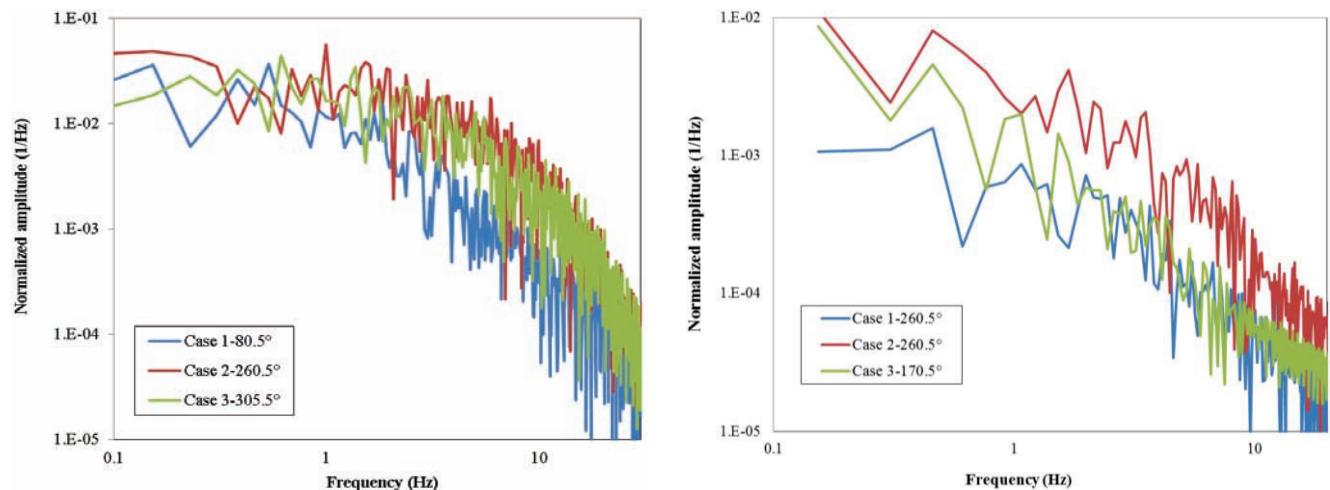 1.E-01
1.E-02
1.E-03
1.E-04
1.E-05
Normalized amplitude (1/Hz)
Case 1-80.5°
Case 2-260.5°
Case 3-305.5°
0.1
1
10
Frequency (Hz)
1.E-02
1.E-03
1.E-04
1.E-05
Normalized amplitude (1/Hz)
Case 1-260.5°
Case 2-260.5°
Case 3-170.5°
0.1
1
10
Frequency (Hz)